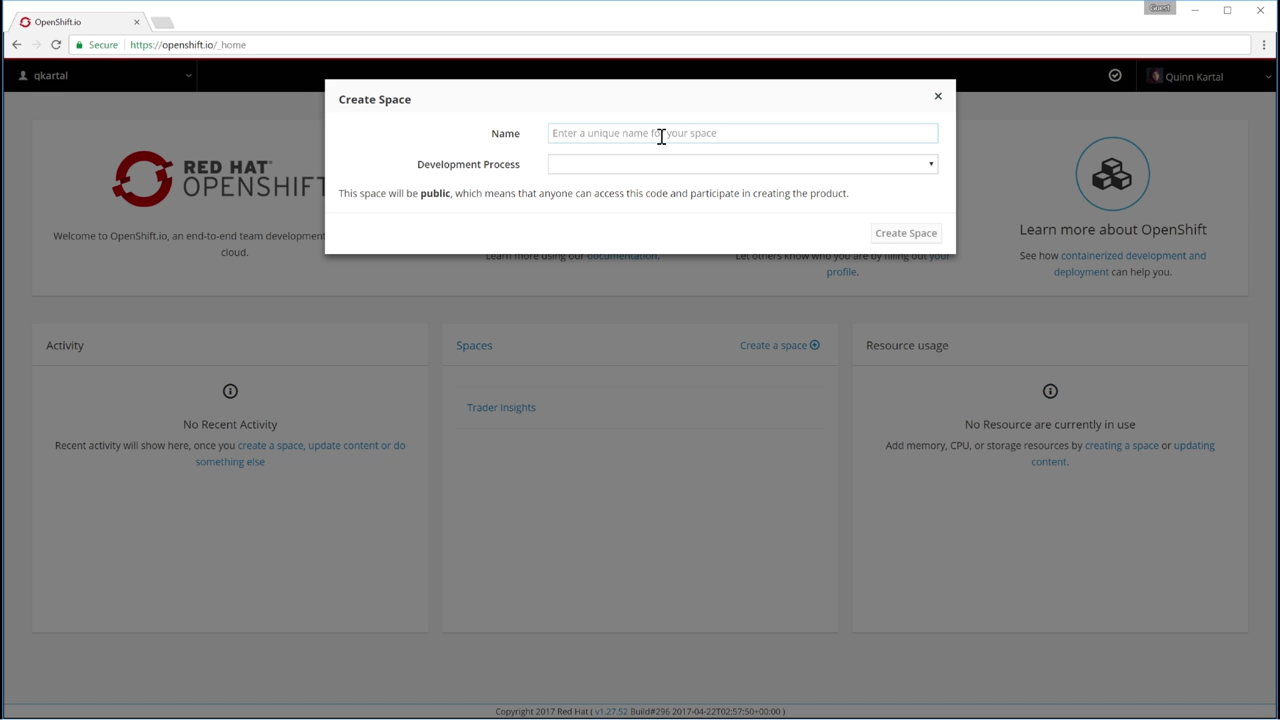 Guest
OpenShift.io
Secure https://openshift.io/_home
qkartal
Quinn Kartal
Create Space
Name Enter a unique name for your space
Development Process
This space will be public, which means that anyone can access this code and participate in creating the product.
Create Space
RED HAT
OPENSHIFT
Welcome to OpenShift.io, an end-to-end team development
cloud.
Learn more using our documentation.
Let others know who you are by filling out your
profile.
Learn more about OpenShift
See how containerized development and
deployment can help you.
Activity
No Recent Activity
Recent activity will show here, once you create a space, update content or do
something else
Spaces Create a space
Trader Insights
Resource usage
No Resource are currently in use
Add memory, CPU, or storage resources by creating a space or updating
content.
Copyright 2017 Red Hat ( v1.27.52 Build#296 2017-04-22T02:57:50+00:00 )